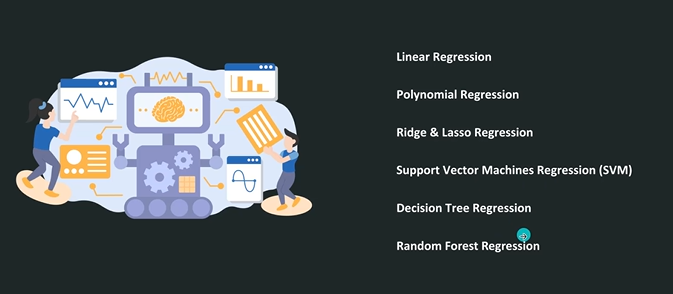 Linear Regression
Polynomial Regression
Ridge & Lasso Regression
Support Vector Machines Regression (SVM)
Decision Tree Regression
Random Forest Regression